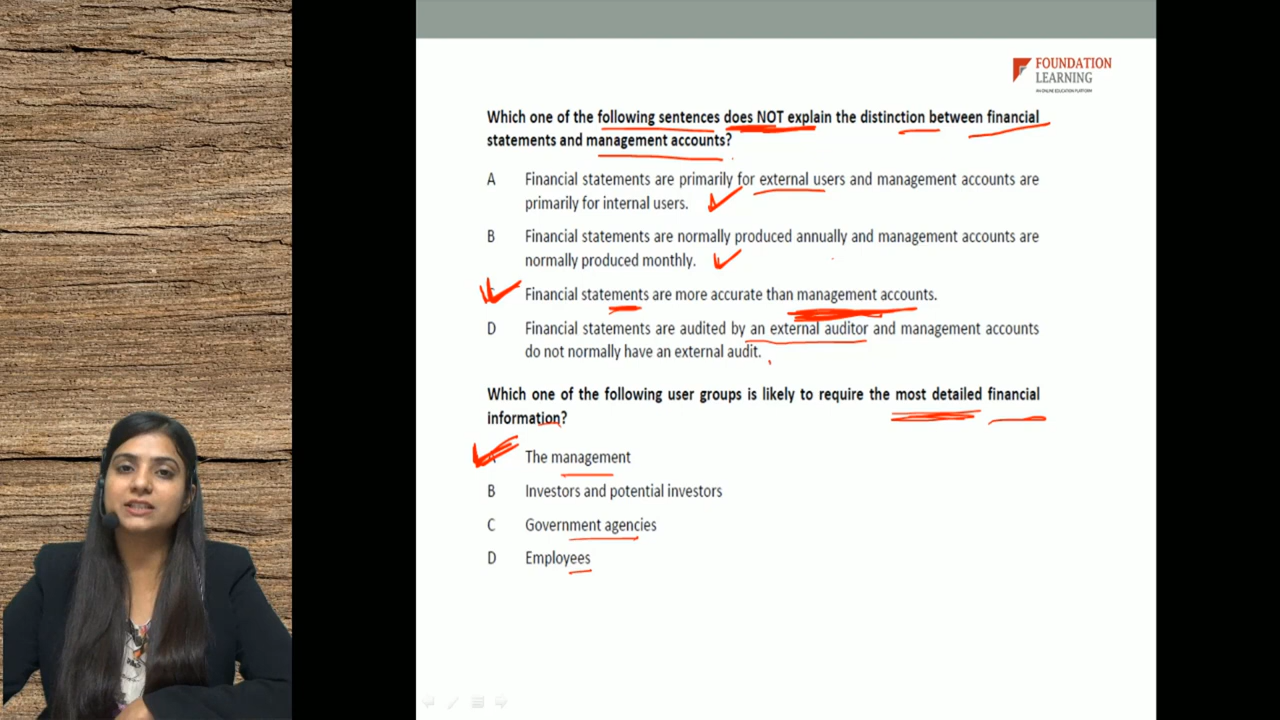 FOUNDATION
LEARNING
AN ONLINE EDUCATION PLATFORM
Which one of the following sentences does NOT explain the distinction between financial
statements and management accounts?
A Financial statements are primarily for external users and management accounts are
primarily for internal users.
B Financial statements are normally produced annually and management accounts are
normally produced monthly.
Financial statements are more accurate than management accounts.
D Financial statements are audited by an external auditor and management accounts
do not normally have an external audit.
Which one of the following user groups is likely to require the most detailed financial
information?
The management
B Investors and potential investors
C Government agencies
D Employees